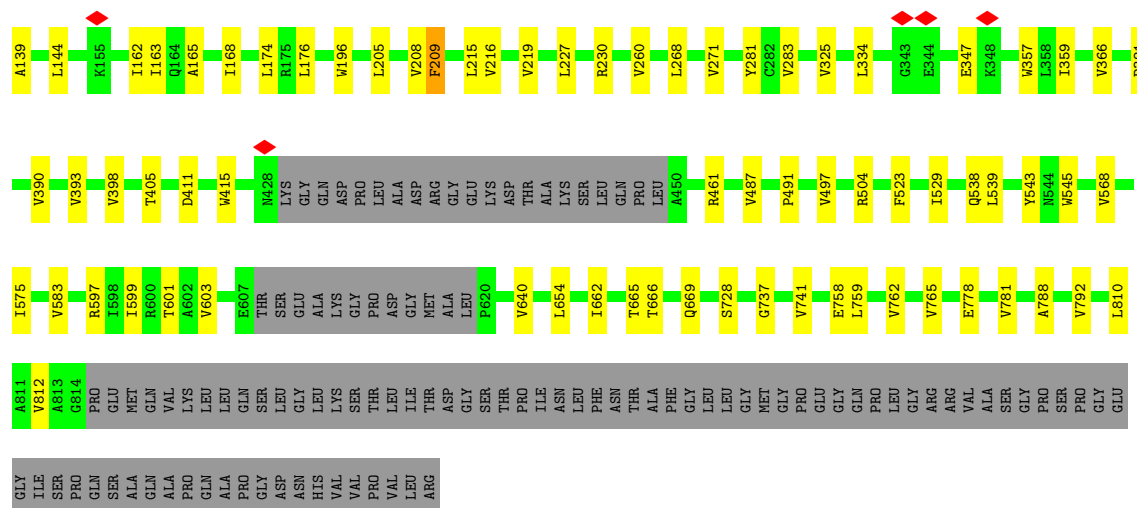 A139 L144 K155 I162 I163 Q164 A165 I168 L174 R175 L176 W196 L205 V208 F209 L215 V216 V219 L227 R230 V260 L268 V271 Y281 C282 V283 V325 L334 G343 E344 E347 K348 W357 L358 I359 V366
V390 V393 V398 T405 D411 W415 N428 LYS GLY GLN ASP PRO LEU ALA ASP ARG GLY GLU LYS ASP THR ALA LYS SER LEU GLN PRO LEU A450 R461 V487 P491 V497 R504 F523 I529 Q538 L539 Y543 N544 W545 V568
I575 V583 R597 I598 I599 R600 T601 A602 V603 E607 THR SER GLU ALA LYS GLY PRO ASP GLY MET ALA LEU P620 V640 L654 I662 T665 T666 Q669 S728 G737 V741 E758 L759 V762 V765 E778 V781 A788 V792 L810
A811 V812 A813 G814 PRO GLU MET GLN VAL LYS LEU LEU GLN SER LEU GLY LEU LYS SER THR LEU ILE THR ASP GLY SER THR PRO ILE ASN LEU PHE ASN THR ALA PHE GLY LEU LEU GLY MET GLY PRO GLU GLY GLN PRO LEU GLY ARG ARG VAL ALA SER GLY PRO SER PRO GLY GLU
GLY ILE SER PRO GLN SER ALA GLN ALA PRO GLN ALA PRO GLY ASP ASN HIS VAL VAL PRO VAL LEU ARG